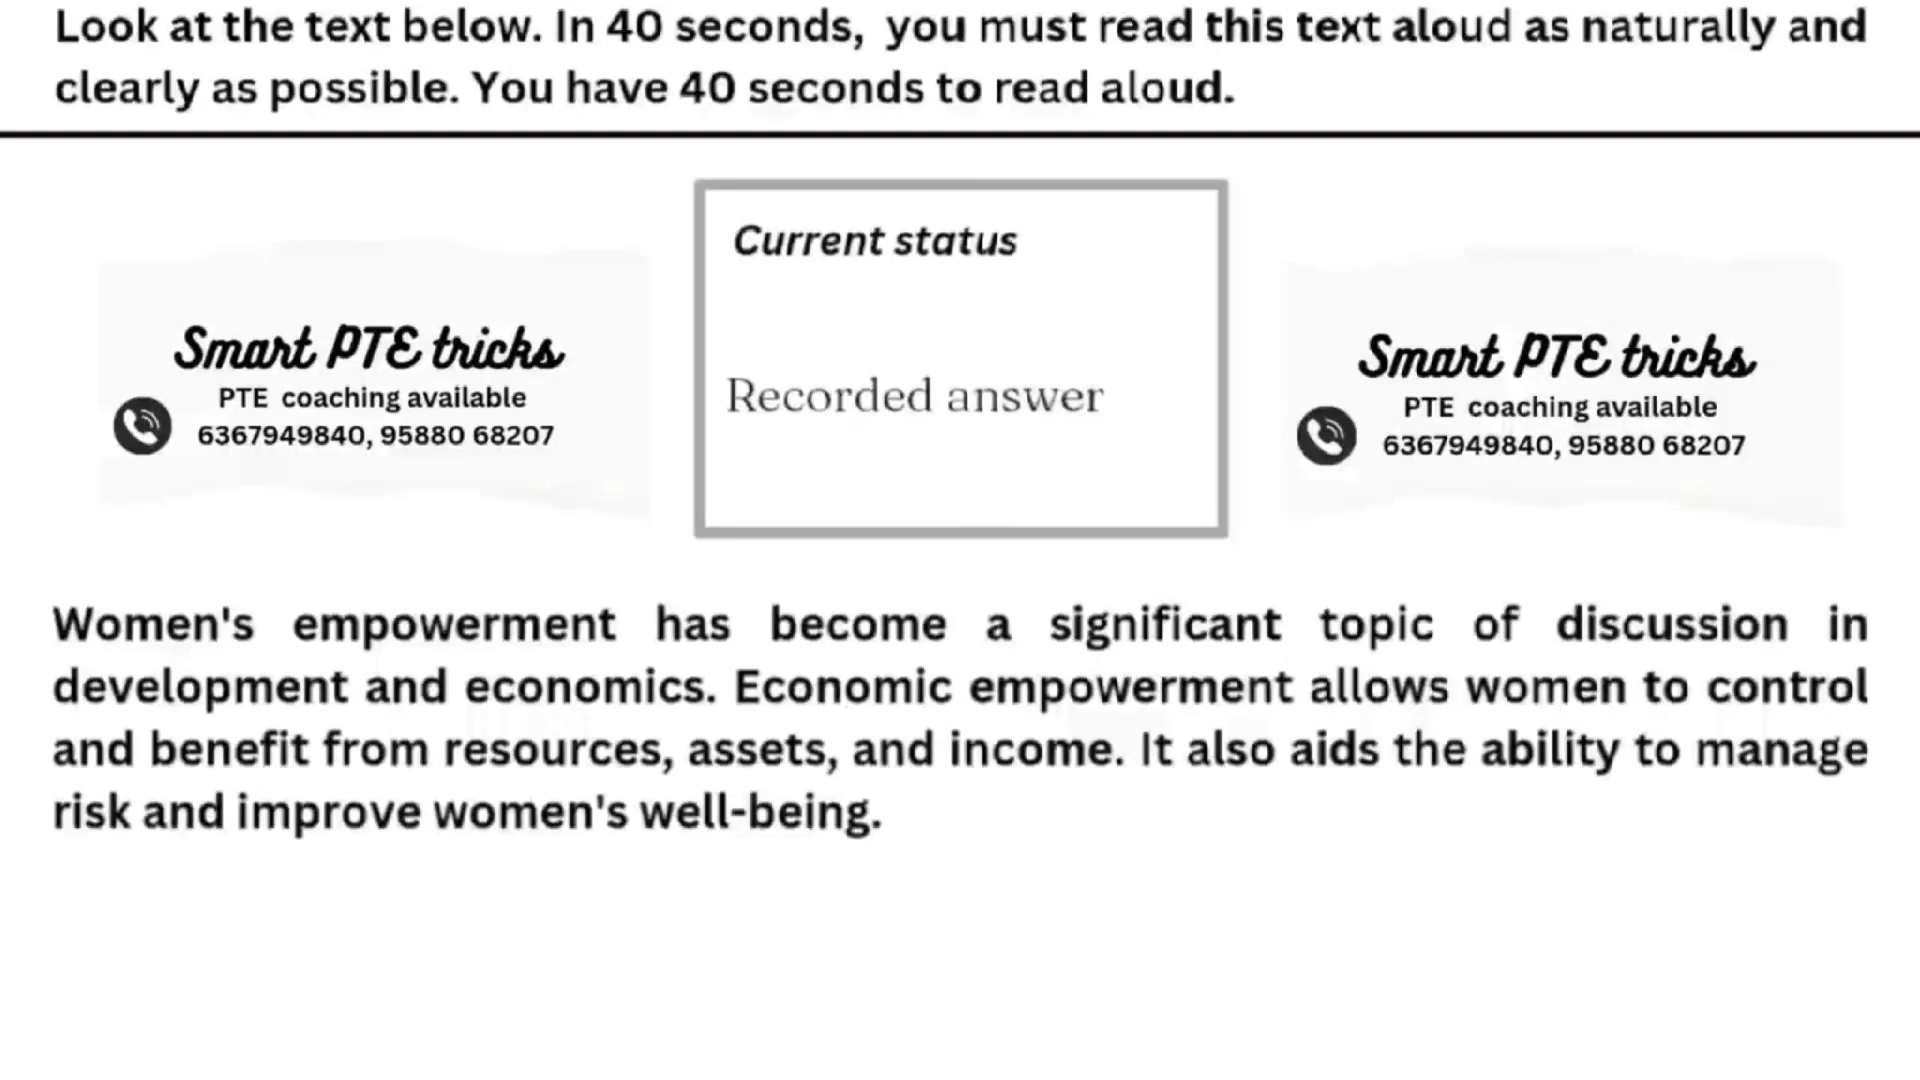 Look at the text below. In 40 seconds, you must read this text aloud as naturally and
clearly as possible. You have 40 seconds to read aloud.
Smart PTE tricks
PTE coaching available
6367949840, 95880 68207
Current status
Recorded answer
Smart PTE tricks
PTE coaching available
6367949840, 95880 68207
Women's empowerment has become a significant topic of discussion in
development and economics. Economic empowerment allows women to control
and benefit from resources, assets, and income. It also aids the ability to manage
risk and improve women's well-being.